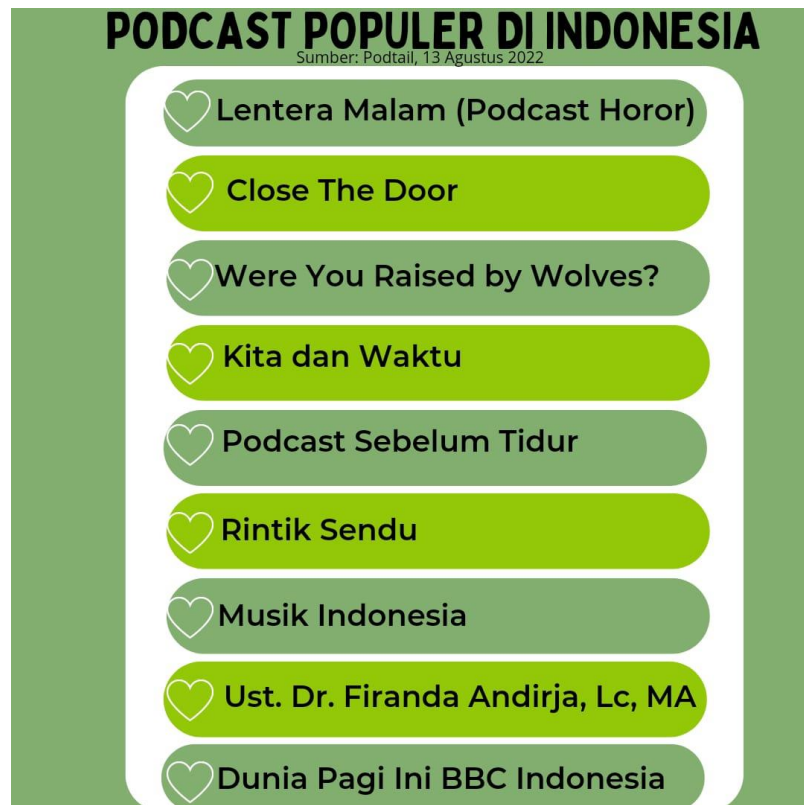 PODCAST POPULER DI INDONESIA
Sumber: Podtail, 13 Agustus 2022
Lentera Malam (Podcast Horor)
Close The Door
Were You Raised by Wolves?
Kita dan Waktu
Podcast Sebelum Tidur
Rintik Sendu
Musik Indonesia
Ust. Dr. Firanda Andirja, Lc, MA
Dunia Pagi Ini BBC Indonesia